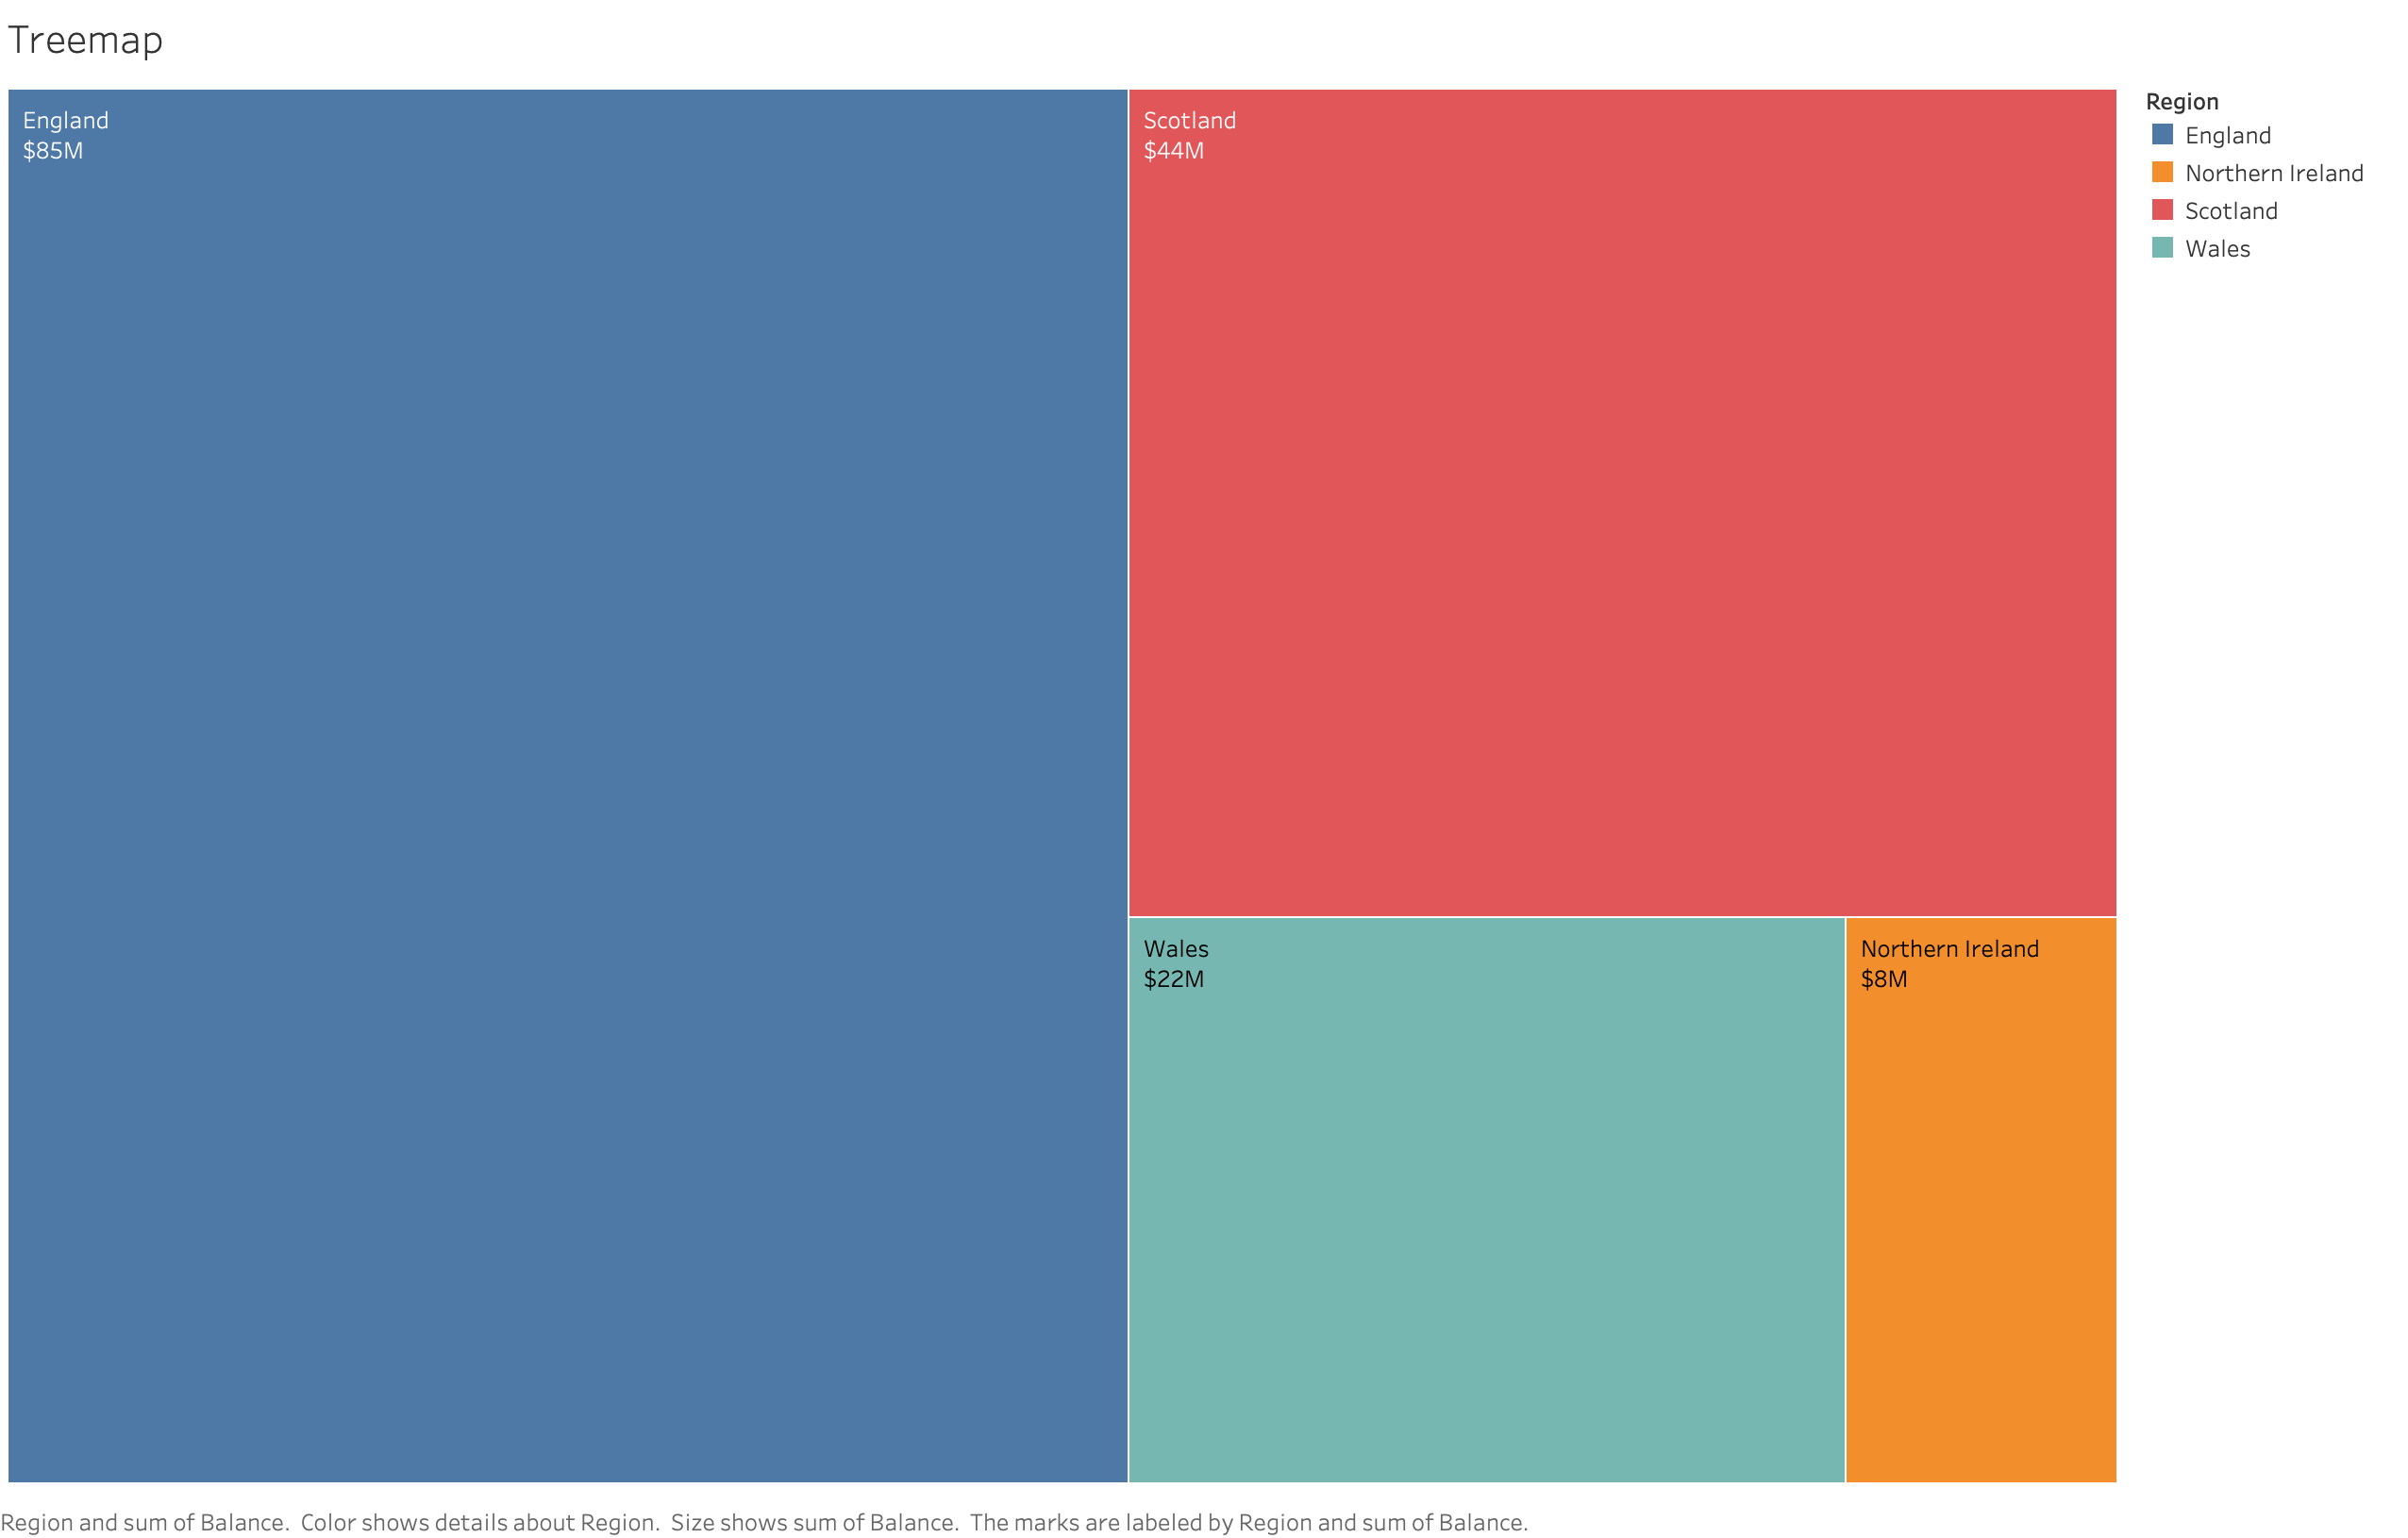 Treemap
England
$85M
Scotland
$44M
Wales
$22M
Northern Ireland
$8M
Region
England
Northern Ireland
Scotland
Wales
Region and sum of Balance.  Color shows details about Region.  Size shows sum of Balance.  The marks are labeled by Region and sum of Balance.